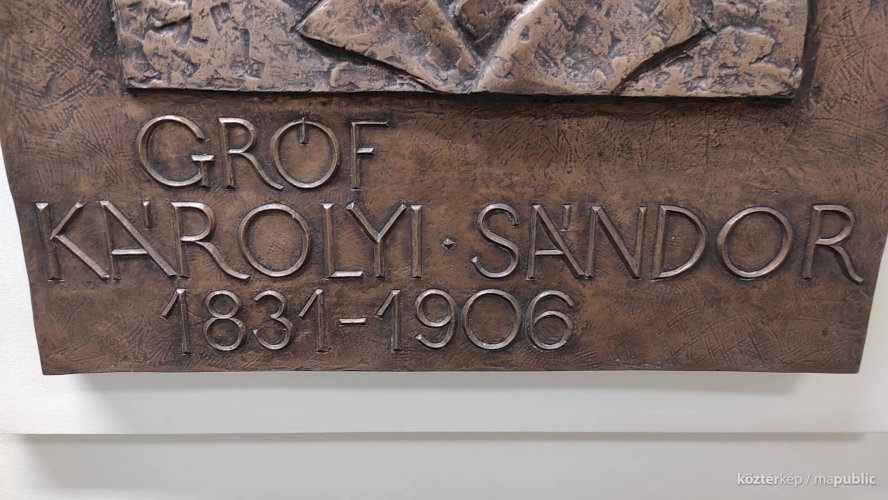 GRÓF
KÁROLYI · SÁNDOR
1831-1906
köztérkép / mapublic